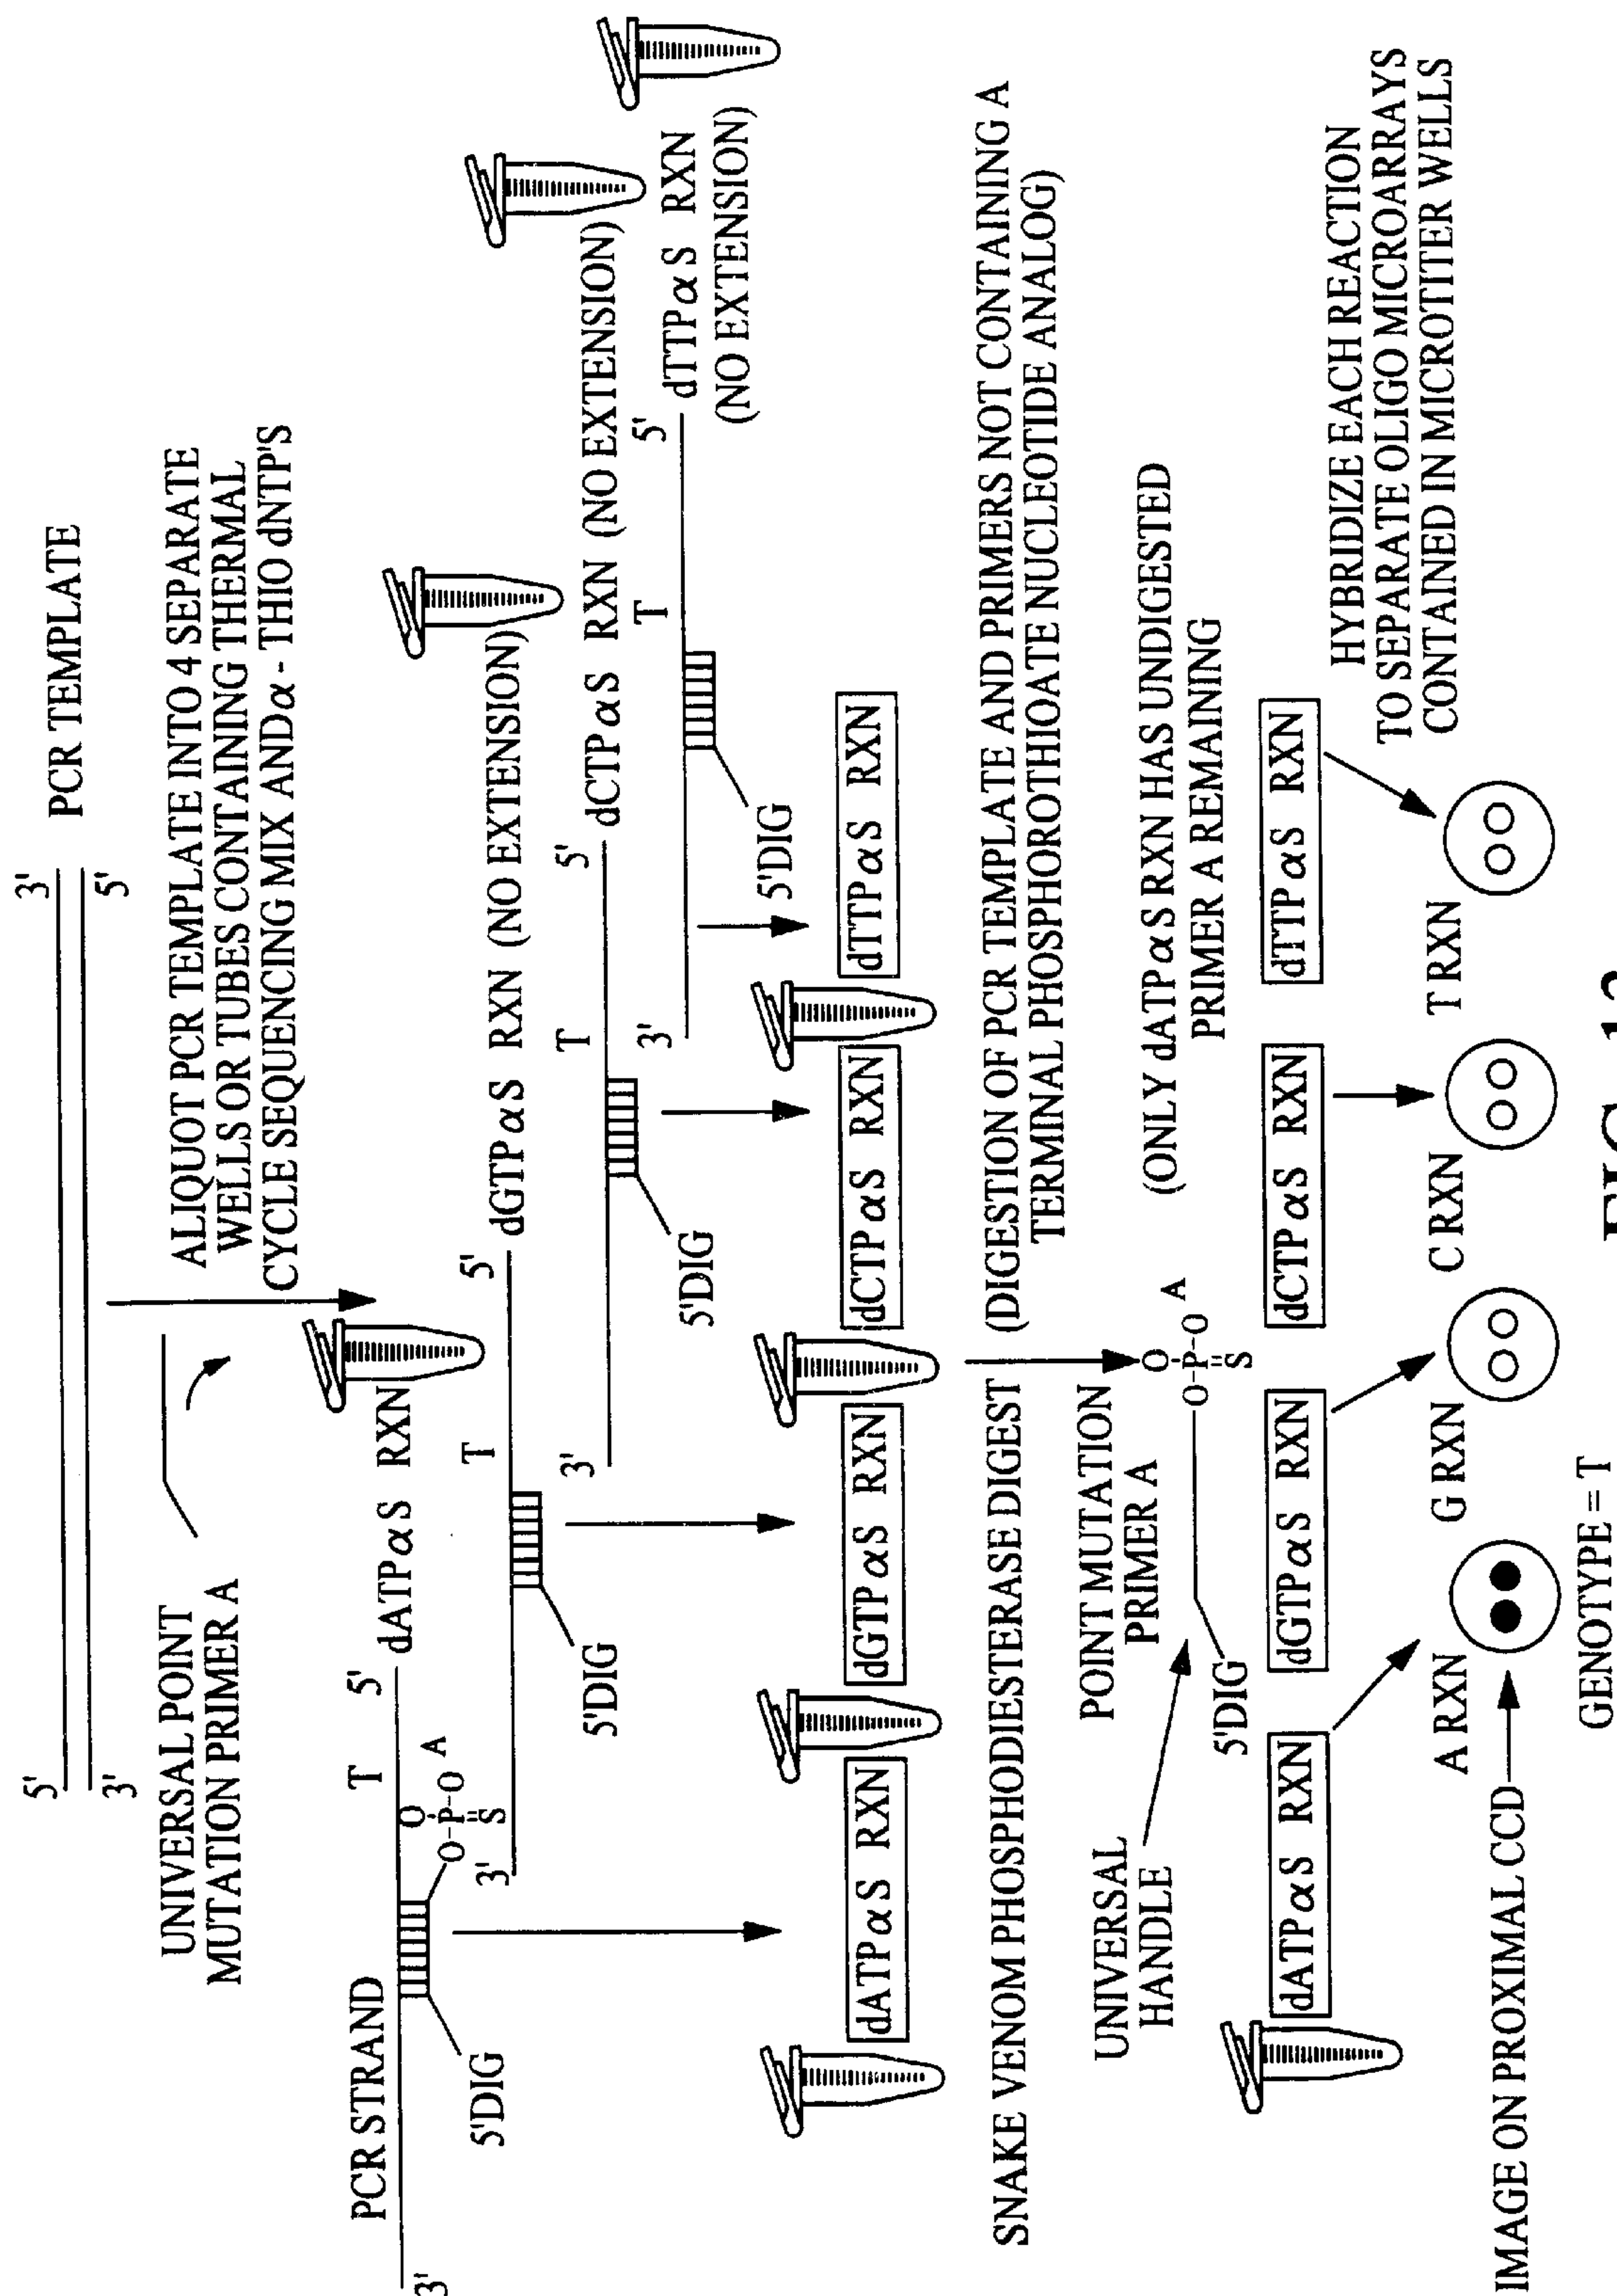 5'
3'
3'
5'
PCR TEMPLATE
UNIVERSAL POINT
MUTATION PRIMER A
ALIQUOT PCR TEMPLATE INTO 4 SEPARATE
WELLS OR TUBES CONTAINING THERMAL
CYCLE SEQUENCING MIX ANDα - THIO dNTP'S
PCR STRAND
3'
T
5'
dATPαS RXN
5'DIG
O
O-P-O
S
A
3'
T
5'
dGTPαS RXN (NO EXTENSION)
5'DIG
3'
T
5'
dCTPαS RXN (NO EXTENSION)
5'DIG
3'
T
5'
dTTPαS RXN
(NO EXTENSION)
5'DIG
dATPαS RXN
dGTPαS RXN
dCTPαS RXN
dTTPαS RXN
SNAKE VENOM PHOSPHODIESTERASE DIGEST (DIGESTION OF PCR TEMPLATE AND PRIMERS NOT CONTAINING A
TERMINAL PHOSPHOROTHIOATE NUCLEOTIDE ANALOG)
UNIVERSAL
HANDLE
POINT MUTATION
PRIMER A
5'DIG
O
O-P-O
S
A
(ONLY dATPαS RXN HAS UNDIGESTED
PRIMER A REMAINING
dATPαS RXN
dGTPαS RXN
dCTPαS RXN
dTTPαS RXN
HYBRIDIZE EACH REACTION
TO SEPARATE OLIGO MICROARRAYS
CONTAINED IN MICROTITER WELLS
A RXN
G RXN
C RXN
T RXN
IMAGE ON PROXIMAL CCD
GENOTYPE = T